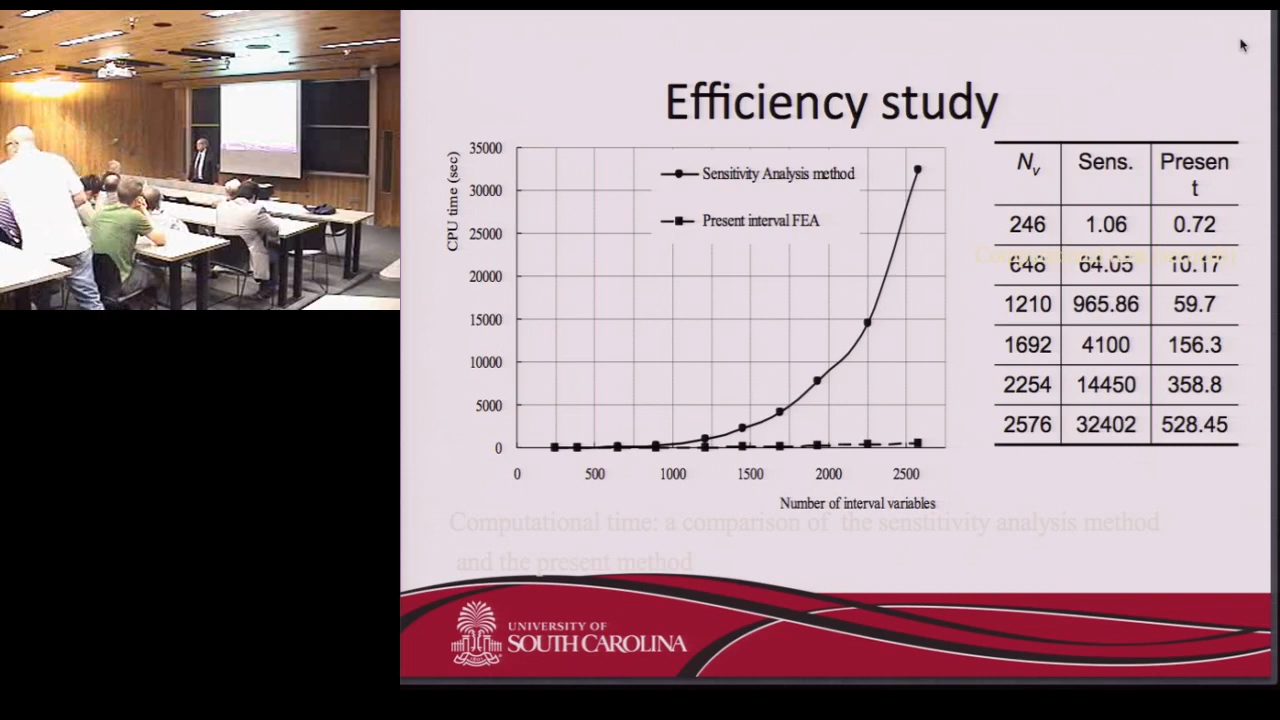 Efficiency study
35000
30000
25000
20000
15000
10000
5000
0
CPU time (sec)
Sensitivity Analysis method
Present interval FEA
0 500 1000 1500 2000 2500
Number of interval variables
Nv Sens. Presen
t
246 1.06 0.72
648 64.05 10.17
1210 965.86 59.7
1692 4100 156.3
2254 14450 358.8
2576 32402 528.45
Computational time: a comparison of the senstitivity analysis method
and the present method
UNIVERSITY OF
SOUTH CAROLINA